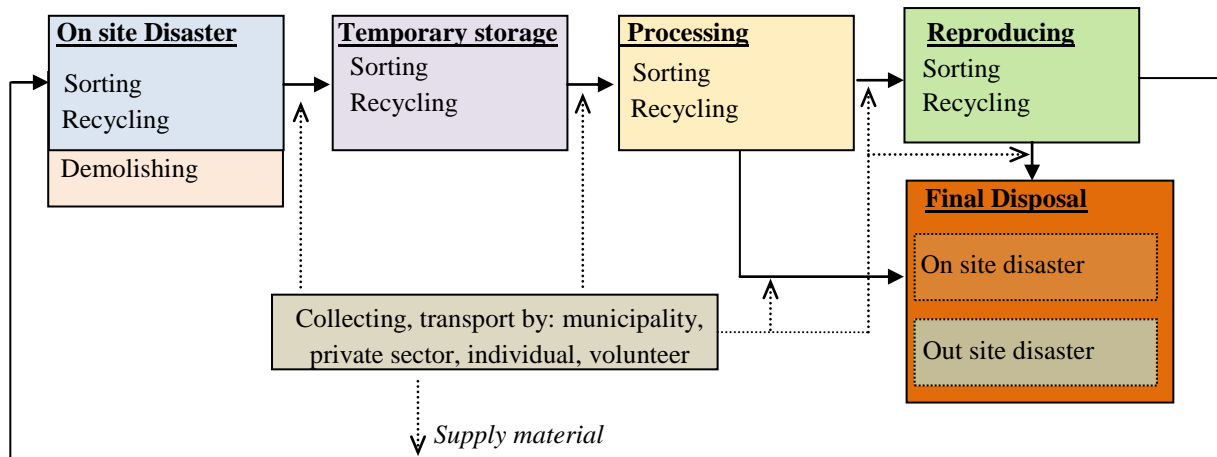 On site Disaster
Sorting
Recycling
Demolishing
Temporary storage
Sorting
Recycling
Processing
Sorting
Recycling
Reproducing
Sorting
Recycling
Final Disposal
On site disaster
Out site disaster
Collecting, transport by: municipality,
private sector, individual, volunteer
Supply material